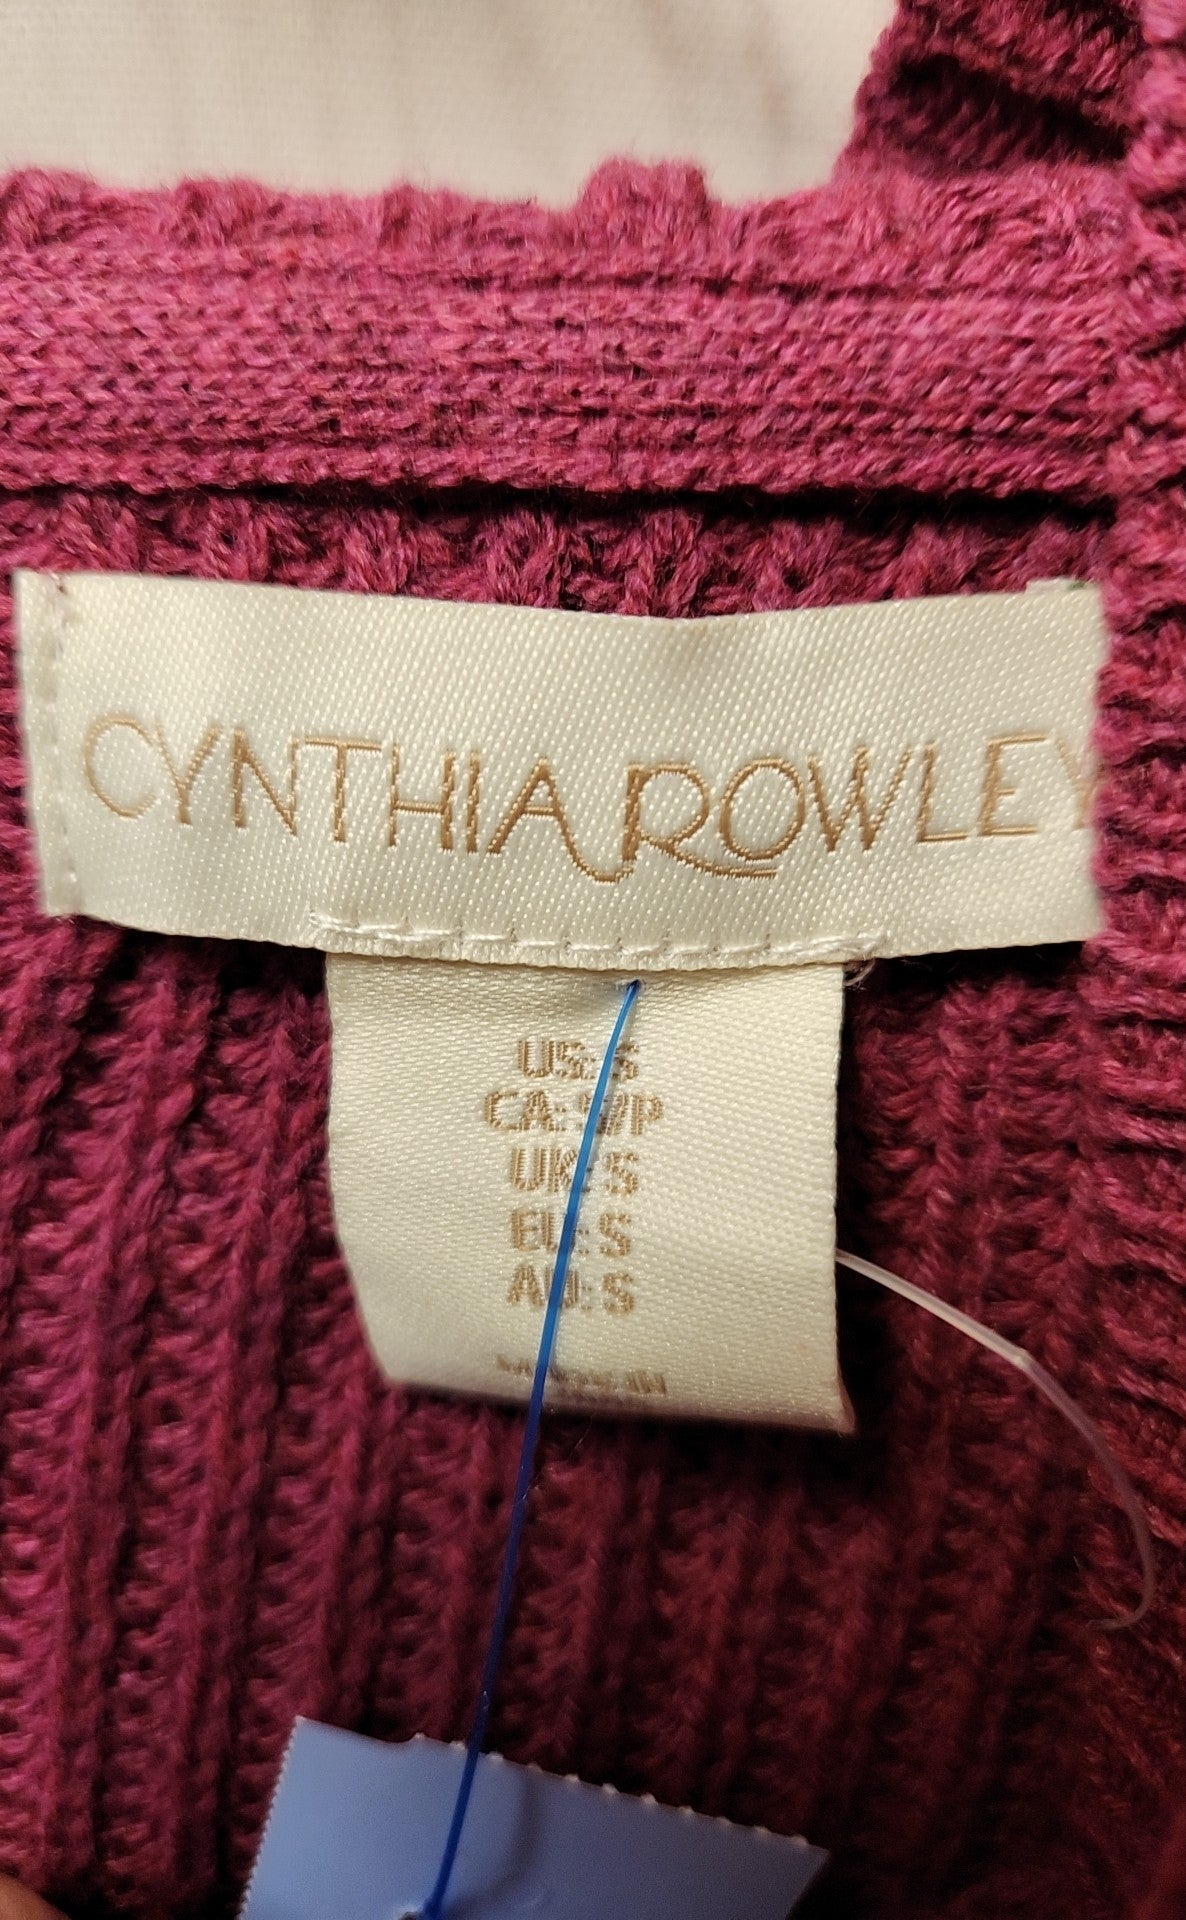 CYNTHIA ROWLEY
US: S
CA: S/P
UK: S
EU: S
AU: S